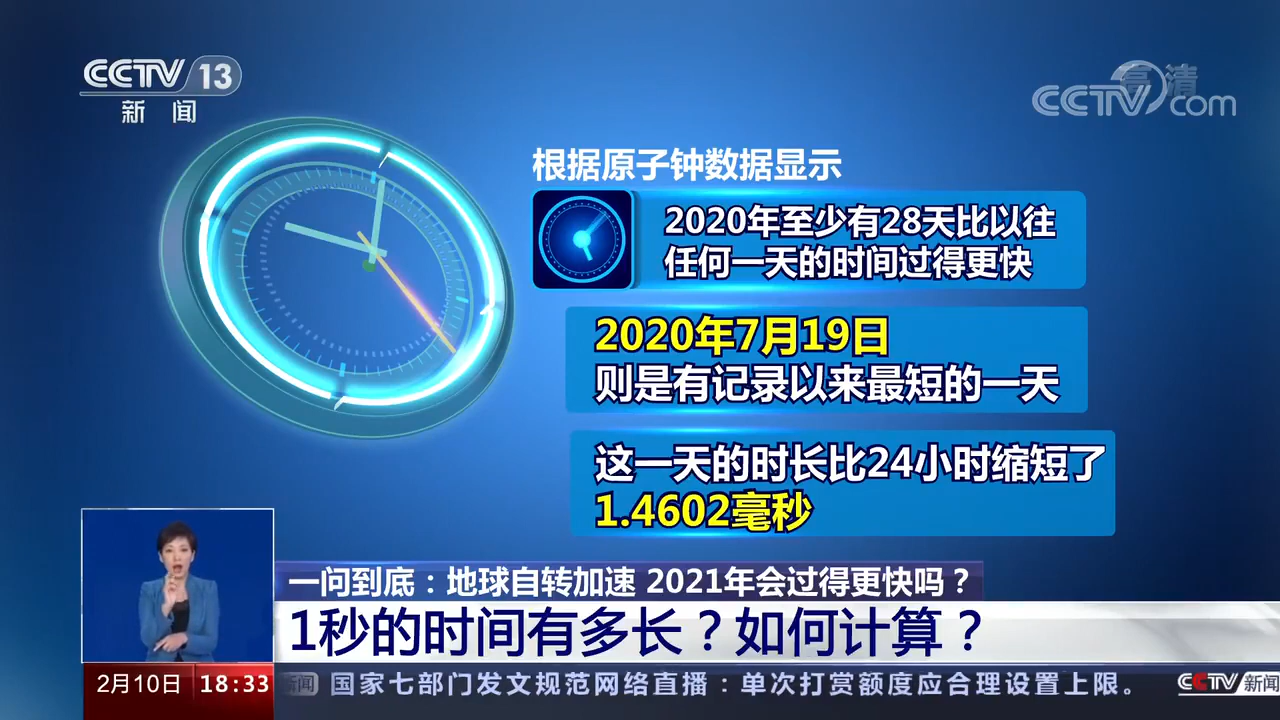 CCTV 13
新闻
高清
CCTV.com
根据原子钟数据显示
2020年至少有28天比以往
任何一天的时间过得更快
2020年7月19日
则是有记录以来最短的一天
这一天的时长比24小时缩短了
1.4602毫秒
一问到底：地球自转加速 2021年会过得更快吗？
1秒的时间有多长？如何计算？
2月10日 18:33 新闻 国家七部门发文规范网络直播：单次打赏额度应合理设置上限。 CCTV 新闻